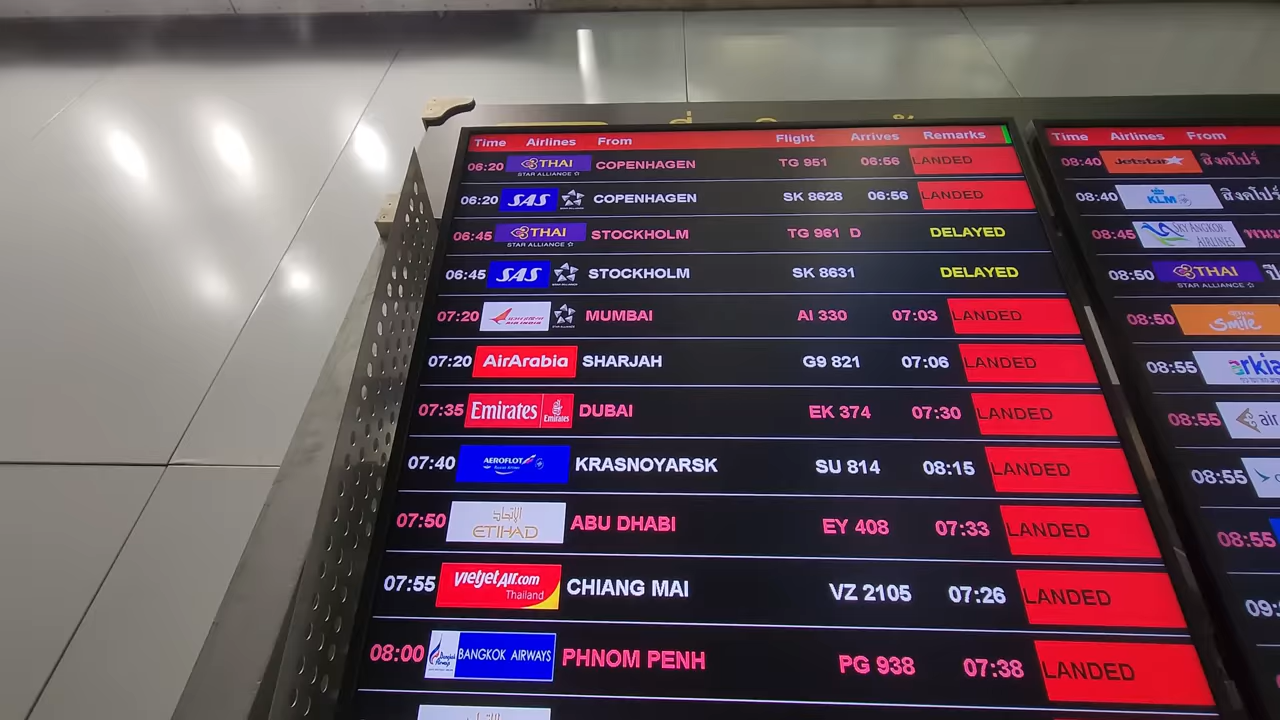 Time Airlines From Flight Arrives Remarks
06:20 THAI STAR ALLIANCE COPENHAGEN TG 951 06:56 LANDED
06:20 SAS COPENHAGEN SK 8628 06:56 LANDED
06:45 THAI STAR ALLIANCE STOCKHOLM TG 961 D DELAYED
06:45 SAS STOCKHOLM SK 8631 DELAYED
07:20 AIR INDIA MUMBAI AI 330 07:03 LANDED
07:20 AirArabia SHARJAH G9 821 07:06 LANDED
07:35 Emirates Emirates DUBAI EK 374 07:30 LANDED
07:40 AEROFLOT KRASNOYARSK SU 814 08:15 LANDED
07:50 الإتحاد ETIHAD ABU DHABI EY 408 07:33 LANDED
07:55 vietjetAir.com Thailand CHIANG MAI VZ 2105 07:26 LANDED
08:00 BANGKOK AIRWAYS PHNOM PENH PG 938 07:38 LANDED
Time Airlines From
08:40 Jetstar สิงคโปร์
08:40 KLM สิงคโปร์
08:45 SKY ANGKOR AIRLINES
08:50 THAI STAR ALLIANCE
08:50 THAI Smile
08:55 arkia
08:55 air
08:55
08:55
09: